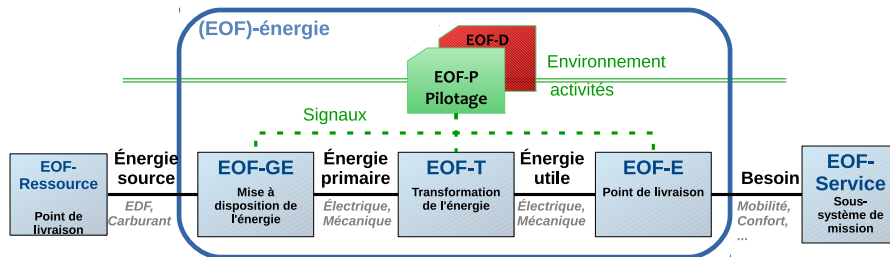 (EOF)-énergie
EOF-D
EOF-P
Pilotage
Environnement
activités
Signaux
EOF-
Ressource
Point de
livraison
Énergie
source
EDF,
Carburant
EOF-GE
Mise à
disposition de
l'énergie
Énergie
primaire
Électrique,
Mécanique
EOF-T
Transformation
de l'énergie
Énergie
utile
Électrique,
Mécanique
EOF-E
Point de livraison
Besoin
Mobilité,
Confort,
...
EOF-
Service
Sous-
système de
mission